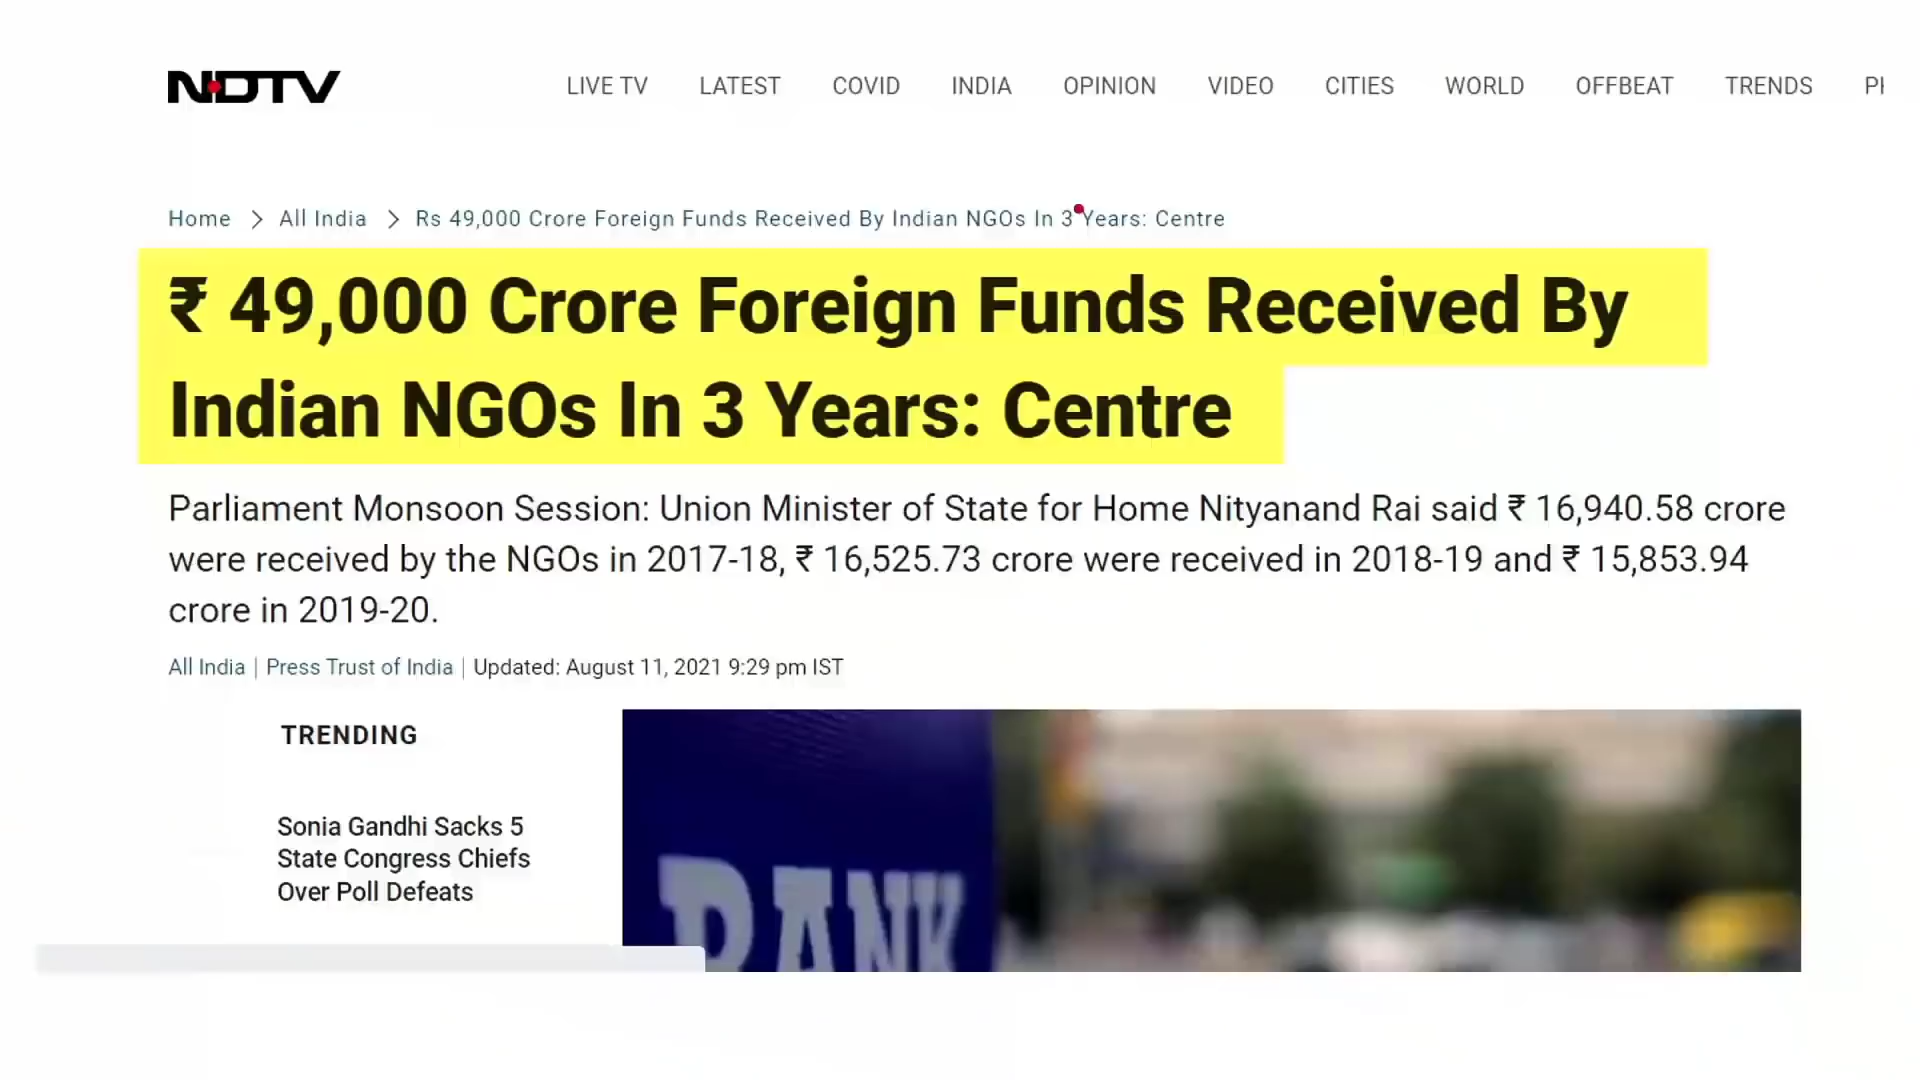 NDTV
LIVE TV LATEST COVID INDIA OPINION VIDEO CITIES WORLD OFFBEAT TRENDS
Home > All India > Rs 49,000 Crore Foreign Funds Received By Indian NGOs In 3 Years: Centre
₹ 49,000 Crore Foreign Funds Received By
Indian NGOs In 3 Years: Centre
Parliament Monsoon Session: Union Minister of State for Home Nityanand Rai said ₹ 16,940.58 crore
were received by the NGOs in 2017-18, ₹ 16,525.73 crore were received in 2018-19 and ₹ 15,853.94
crore in 2019-20.
All India | Press Trust of India | Updated: August 11, 2021 9:29 pm IST
TRENDING
Sonia Gandhi Sacks 5
State Congress Chiefs
Over Poll Defeats
BANK